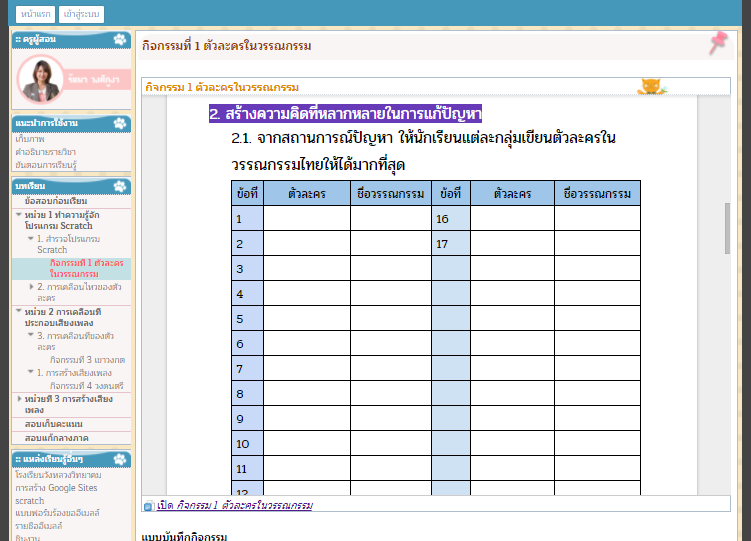 หน้าแรก
เข้าสู่ระบบ
:: ครูผู้สอน
แนะนำการใช้งาน
เก็บภาพ
คำอธิบายรายวิชา
ขั้นตอนการเรียนรู้
บทเรียน
ข้อสอบก่อนเรียน
หน่วย 1 ทำความรู้จัก
โปรแกรม Scratch
1. สำรวจโปรแกรม
Scratch
กิจกรรมที่ 1 ตัวละคร
ในวรรณกรรม
2. การเคลื่อนไหวของตัว
ละคร
หน่วย 2 การเคลื่อนที่
ประกอบเสียงเพลง
3. การเคลื่อนที่ของตัว
ละคร
กิจกรรมที่ 3 เขาวงกต
1. การสร้างเสียงเพลง
กิจกรรมที่ 4 วงดนตรี
หน่วยที่ 3 การสร้างเสียง
เพลง
สอบเก็บคะแนน
สอบแก้กลางภาค
:: แหล่งเรียนรู้อื่นๆ
โรงเรียนวังหลวงวิทยาคม
การสร้าง Google Sites
scratch
แบบฟอร์มร้องขออีเมลล์
รายชื่ออีเมลล์
ชิ้นงาน
กิจกรรมที่ 1 ตัวละครในวรรณกรรม
กิจกรรม 1 ตัวละครในวรรณกรรม
2. สร้างความคิดที่หลากหลายในการแก้ปัญหา
2.1. จากสถานการณ์ปัญหา ให้นักเรียนแต่ละกลุ่มเขียนตัวละครใน
วรรณกรรมไทยให้ได้มากที่สุด
ข้อที่ ตัวละคร ชื่อวรรณกรรม ข้อที่ ตัวละคร ชื่อวรรณกรรม
1 16
2 17
3
4
5
6
7
8
9
10
11
12
เปิด กิจกรรม 1 ตัวละครในวรรณกรรม
แบบบันทึกกิจกรรม